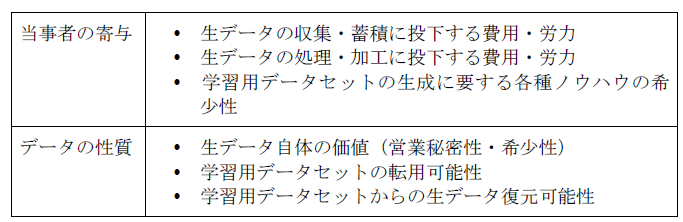 当事者の寄与
• 生データの収集・蓄積に投下する費用・労力
• 生データの処理・加工に投下する費用・労力
• 学習用データセットの生成に要する各種ノウハウの希
少性
データの性質
• 生データ自体の価値（営業秘密性・希少性）
• 学習用データセットの転用可能性
• 学習用データセットからの生データ復元可能性